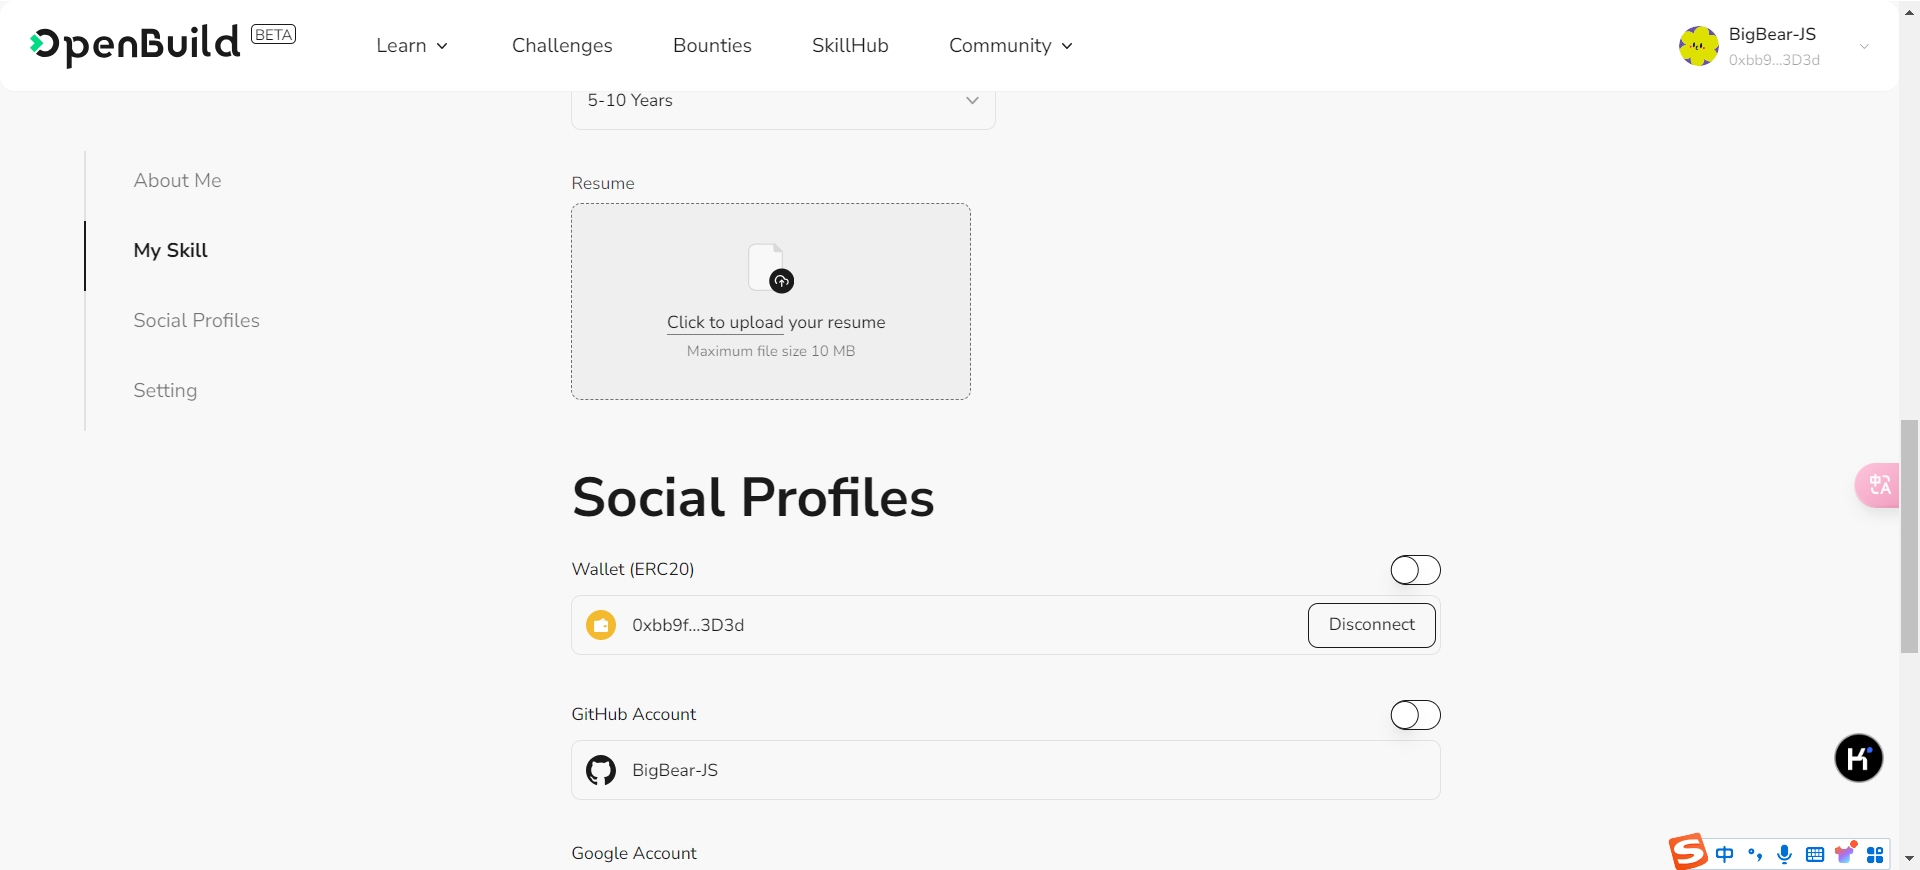 OpenBuild BETA
Learn
Challenges
Bounties
SkillHub
Community
BigBear-JS
0xbb9...3D3d
5-10 Years
About Me
My Skill
Social Profiles
Setting
Resume
Click to upload your resume
Maximum file size 10 MB
Social Profiles
Wallet (ERC20)
0xbb9f...3D3d
Disconnect
GitHub Account
BigBear-JS
Google Account
中
A
K
S
中